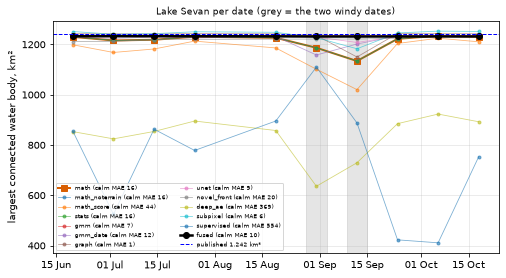 Lake Sevan per date (grey = the two windy dates)
largest connected water body, km²
1200
1000
800
600
400
math (calm MAE 16)
math_noterrain (calm MAE 16)
math_score (calm MAE 44)
stats (calm MAE 16)
gmm (calm MAE 7)
gmm_date (calm MAE 12)
graph (calm MAE 1)
unet (calm MAE 9)
novel_front (calm MAE 20)
deep_ae (calm MAE 369)
subpixel (calm MAE 6)
supervised (calm MAE 554)
fused (calm MAE 10)
published 1,242 km²
15 Jun
01 Jul
15 Jul
01 Aug
15 Aug
01 Sep
15 Sep
01 Oct
15 Oct